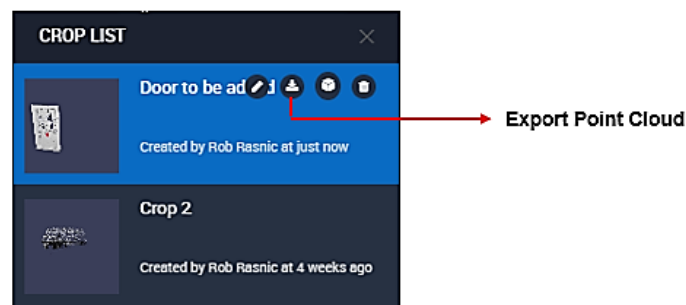 CROP LIST
Door to be ad
Created by Rob Rasnic at just now
Export Point Cloud
Crop 2
Created by Rob Rasnic at 4 weeks ago